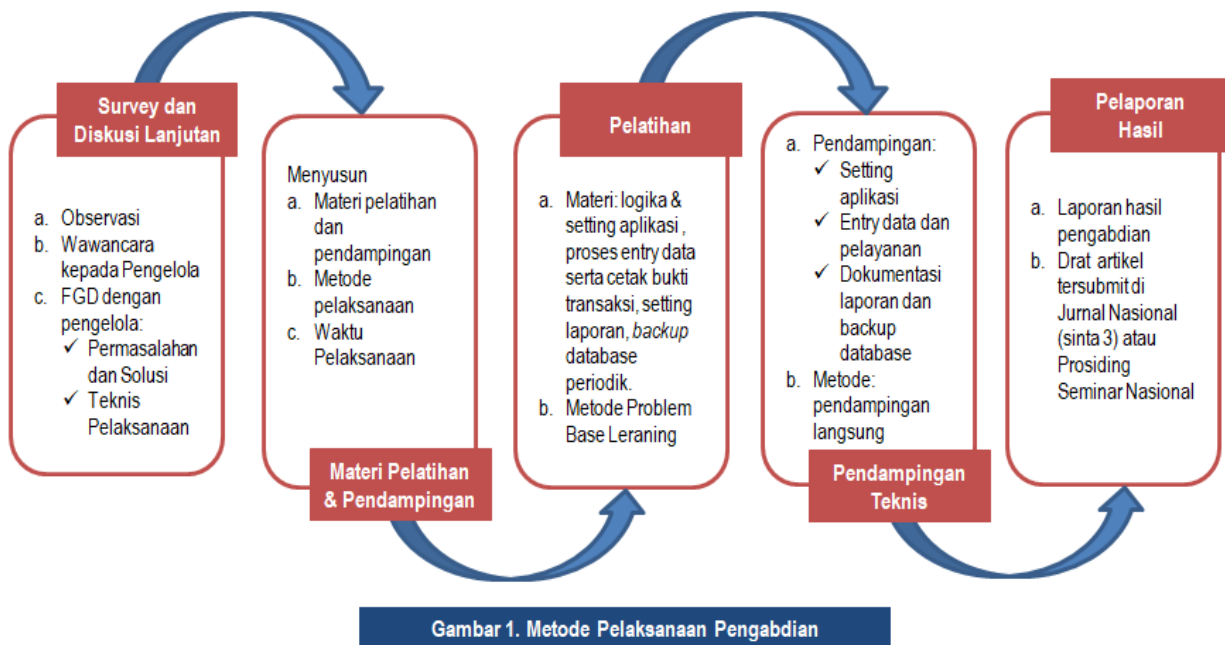 Survey dan
Diskusi Lanjutan
a. Observasi
b. Wawancara
kepada Pengelola
c. FGD dengan
pengelola:
✓ Permasalahan
dan Solusi
✓ Teknis
Pelaksanaan
Menyusun
a. Materi pelatihan
dan
pendampingan
b. Metode
pelaksanaan
c. Waktu
Pelaksanaan
Materi Pelatihan
& Pendampingan
Pelatihan
a. Materi: logika &
setting aplikasi ,
proses entry data
serta cetak bukti
transaksi, setting
laporan, backup
database
periodik.
b. Metode Problem
Base Leraning
a. Pendampingan:
✓ Setting
aplikasi
✓ Entry data dan
pelayanan
✓ Dokumentasi
laporan dan
backup
database
b. Metode:
pendampingan
langsung
Pendampingan
Teknis
Pelaporan
Hasil
a. Laporan hasil
pengabdian
b. Drat artikel
tersubmit di
Jurnal Nasional
(sinta 3) atau
Prosiding
Seminar Nasional
Gambar 1. Metode Pelaksanaan Pengabdian